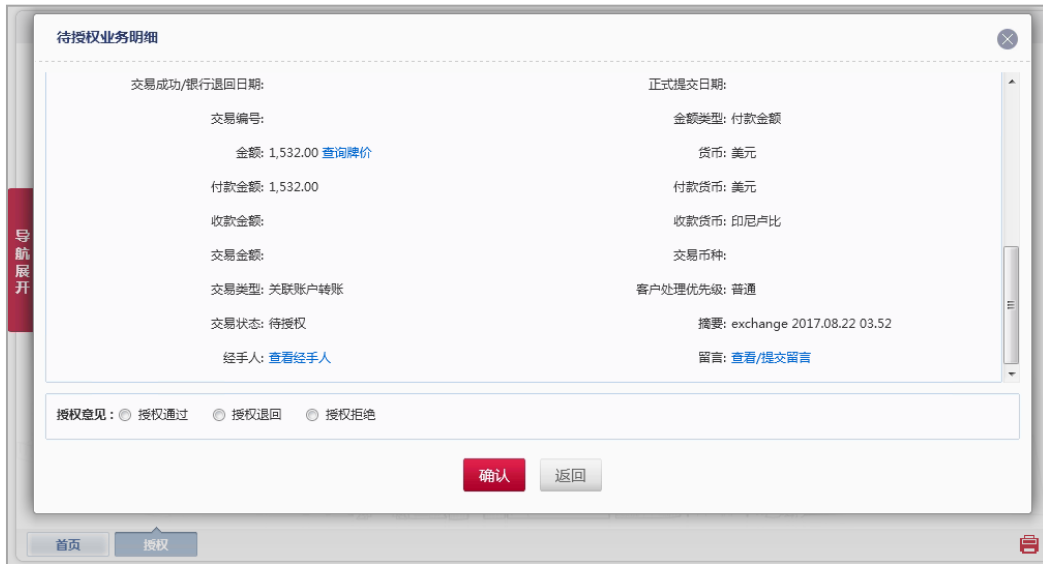 待授权业务明细
交易成功/银行退回日期: 正式提交日期:
交易编号: 金额类型: 付款金额
金额: 1,532.00 查询牌价 货币: 美元
付款金额: 1,532.00 付款货币: 美元
收款金额: 收款货币: 印尼卢比
交易金额: 交易币种:
交易类型: 关联账户转账 客户处理优先级: 普通
交易状态: 待授权 摘要: exchange 2017.08.22 03.52
经手人: 查看经手人 留言: 查看/提交留言
授权意见: 授权通过 授权退回 授权拒绝
确认 返回
导航展开
首页 授权